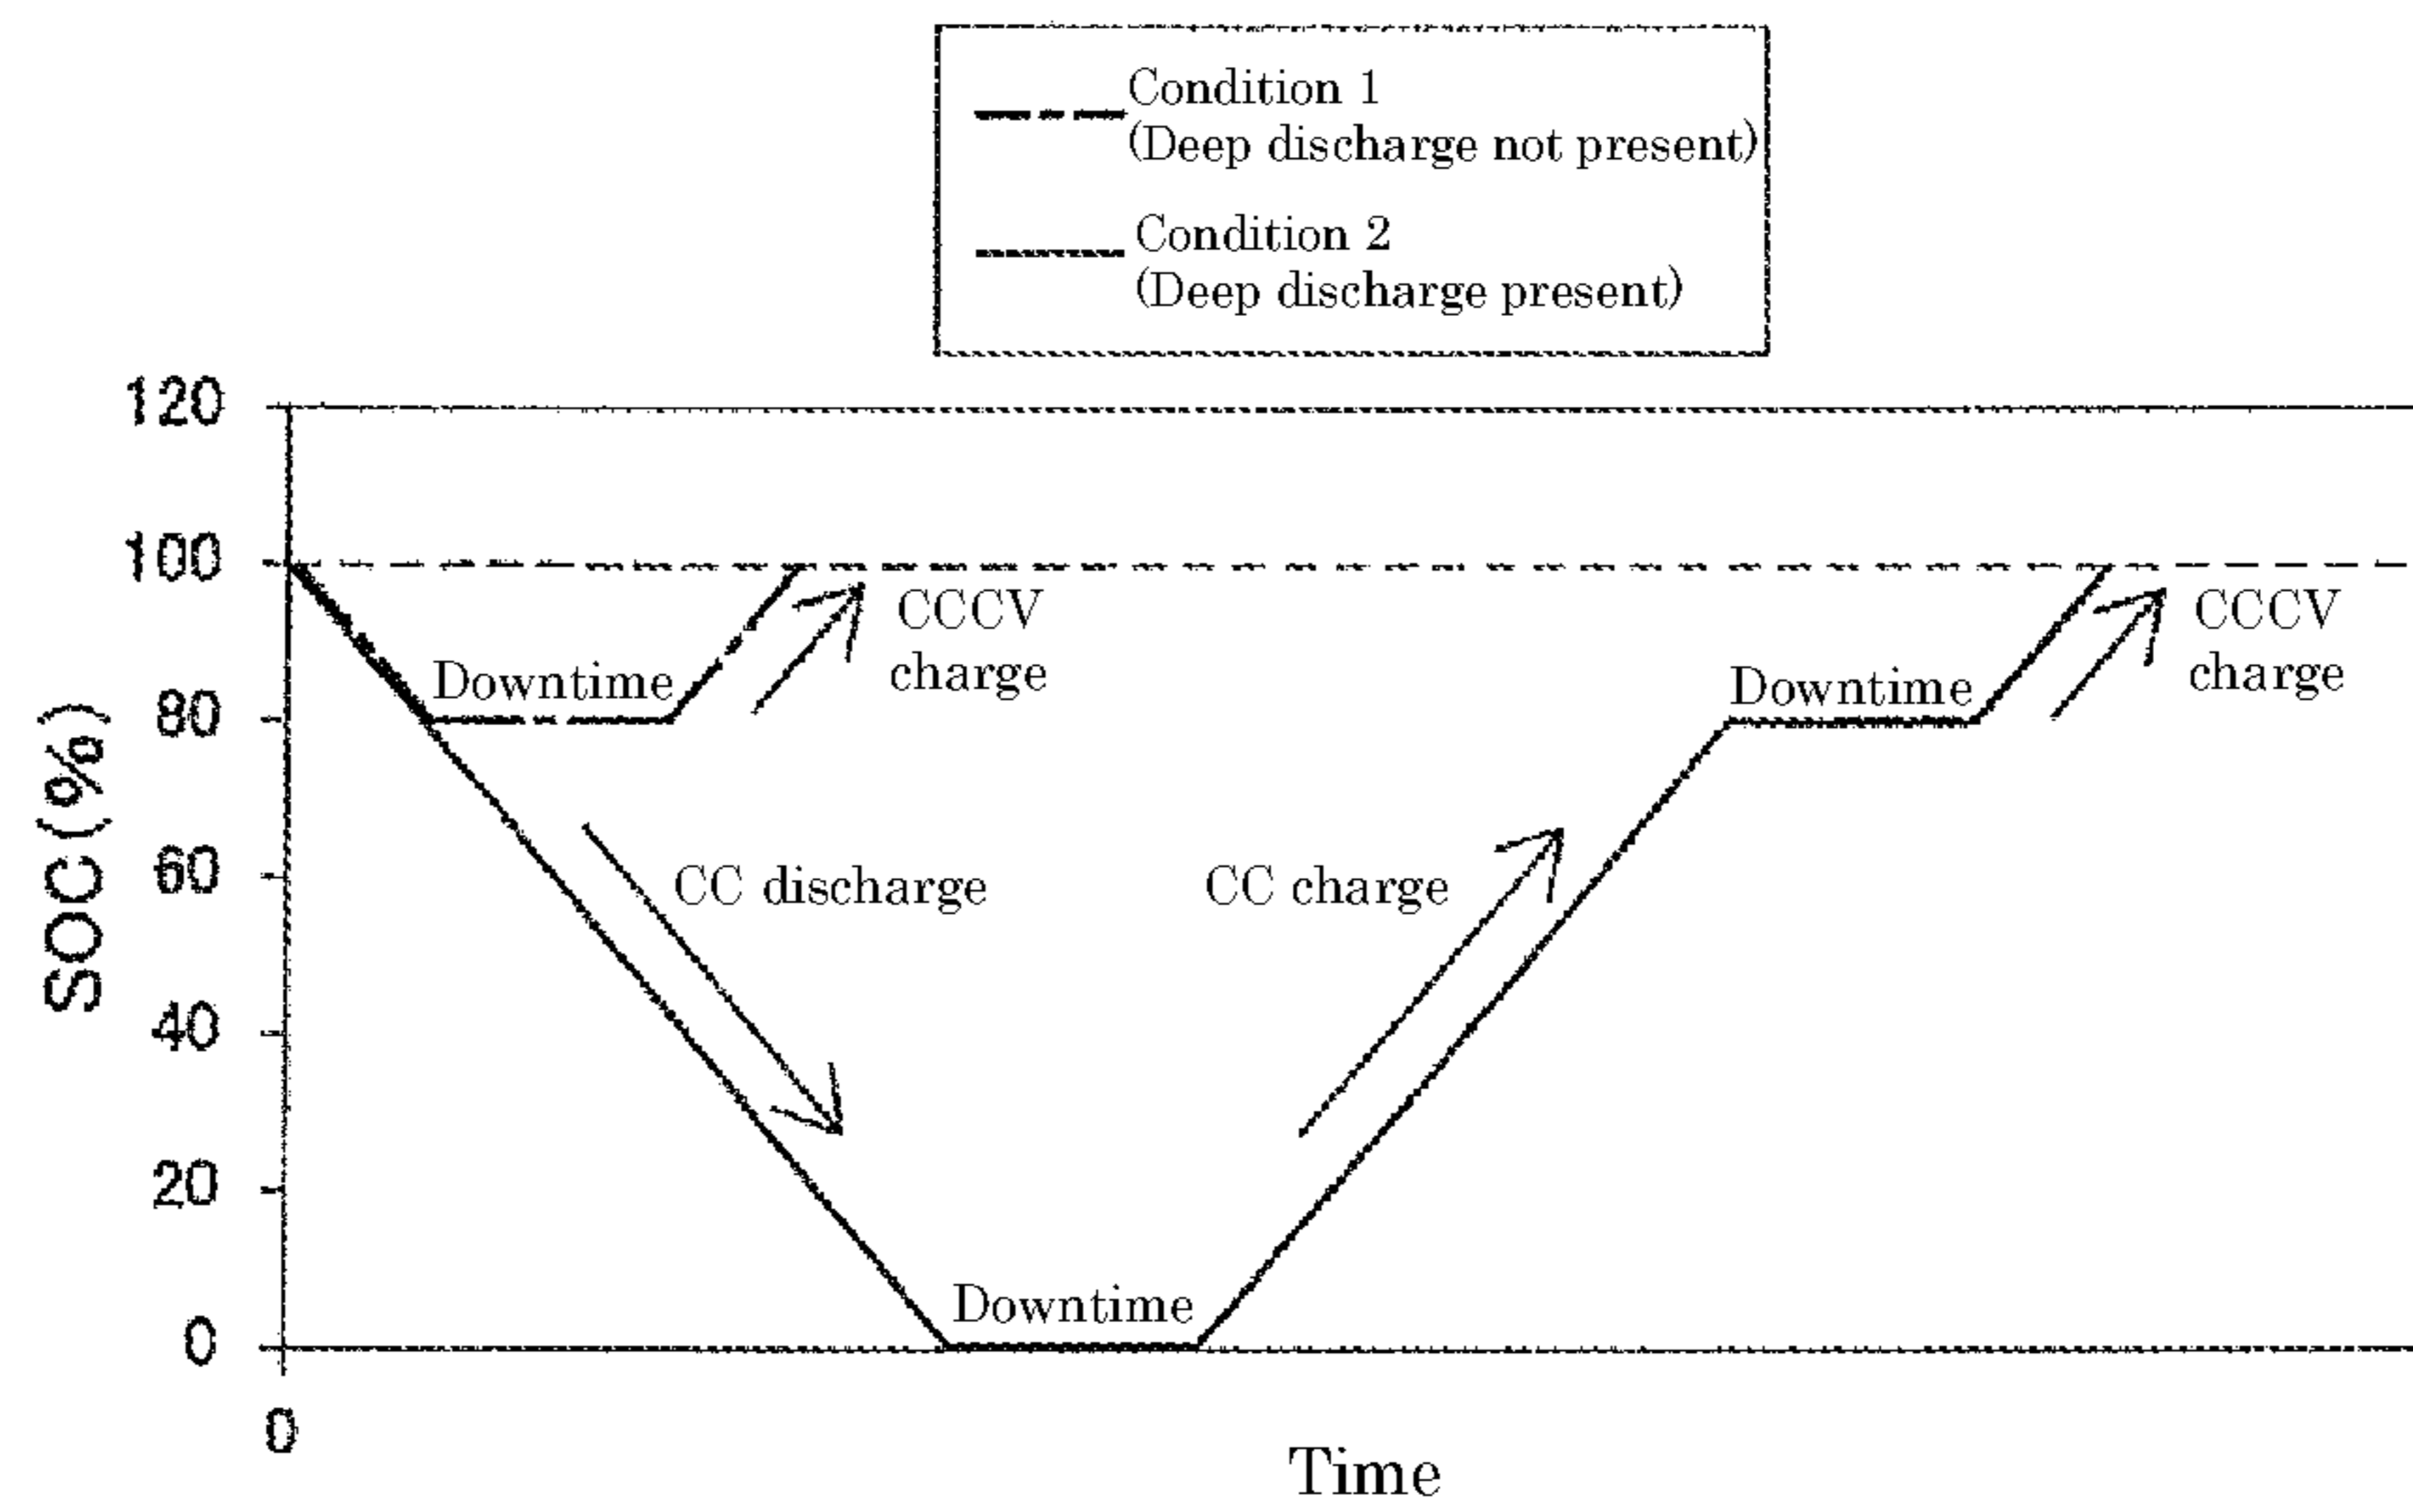 Condition 1
(Deep discharge not present)
Condition 2
(Deep discharge present)
120
100
80
60
40
20
0
0
SOC(%)
Time
Downtime
CCCV
charge
CC discharge
Downtime
CC charge
Downtime
CCCV
charge